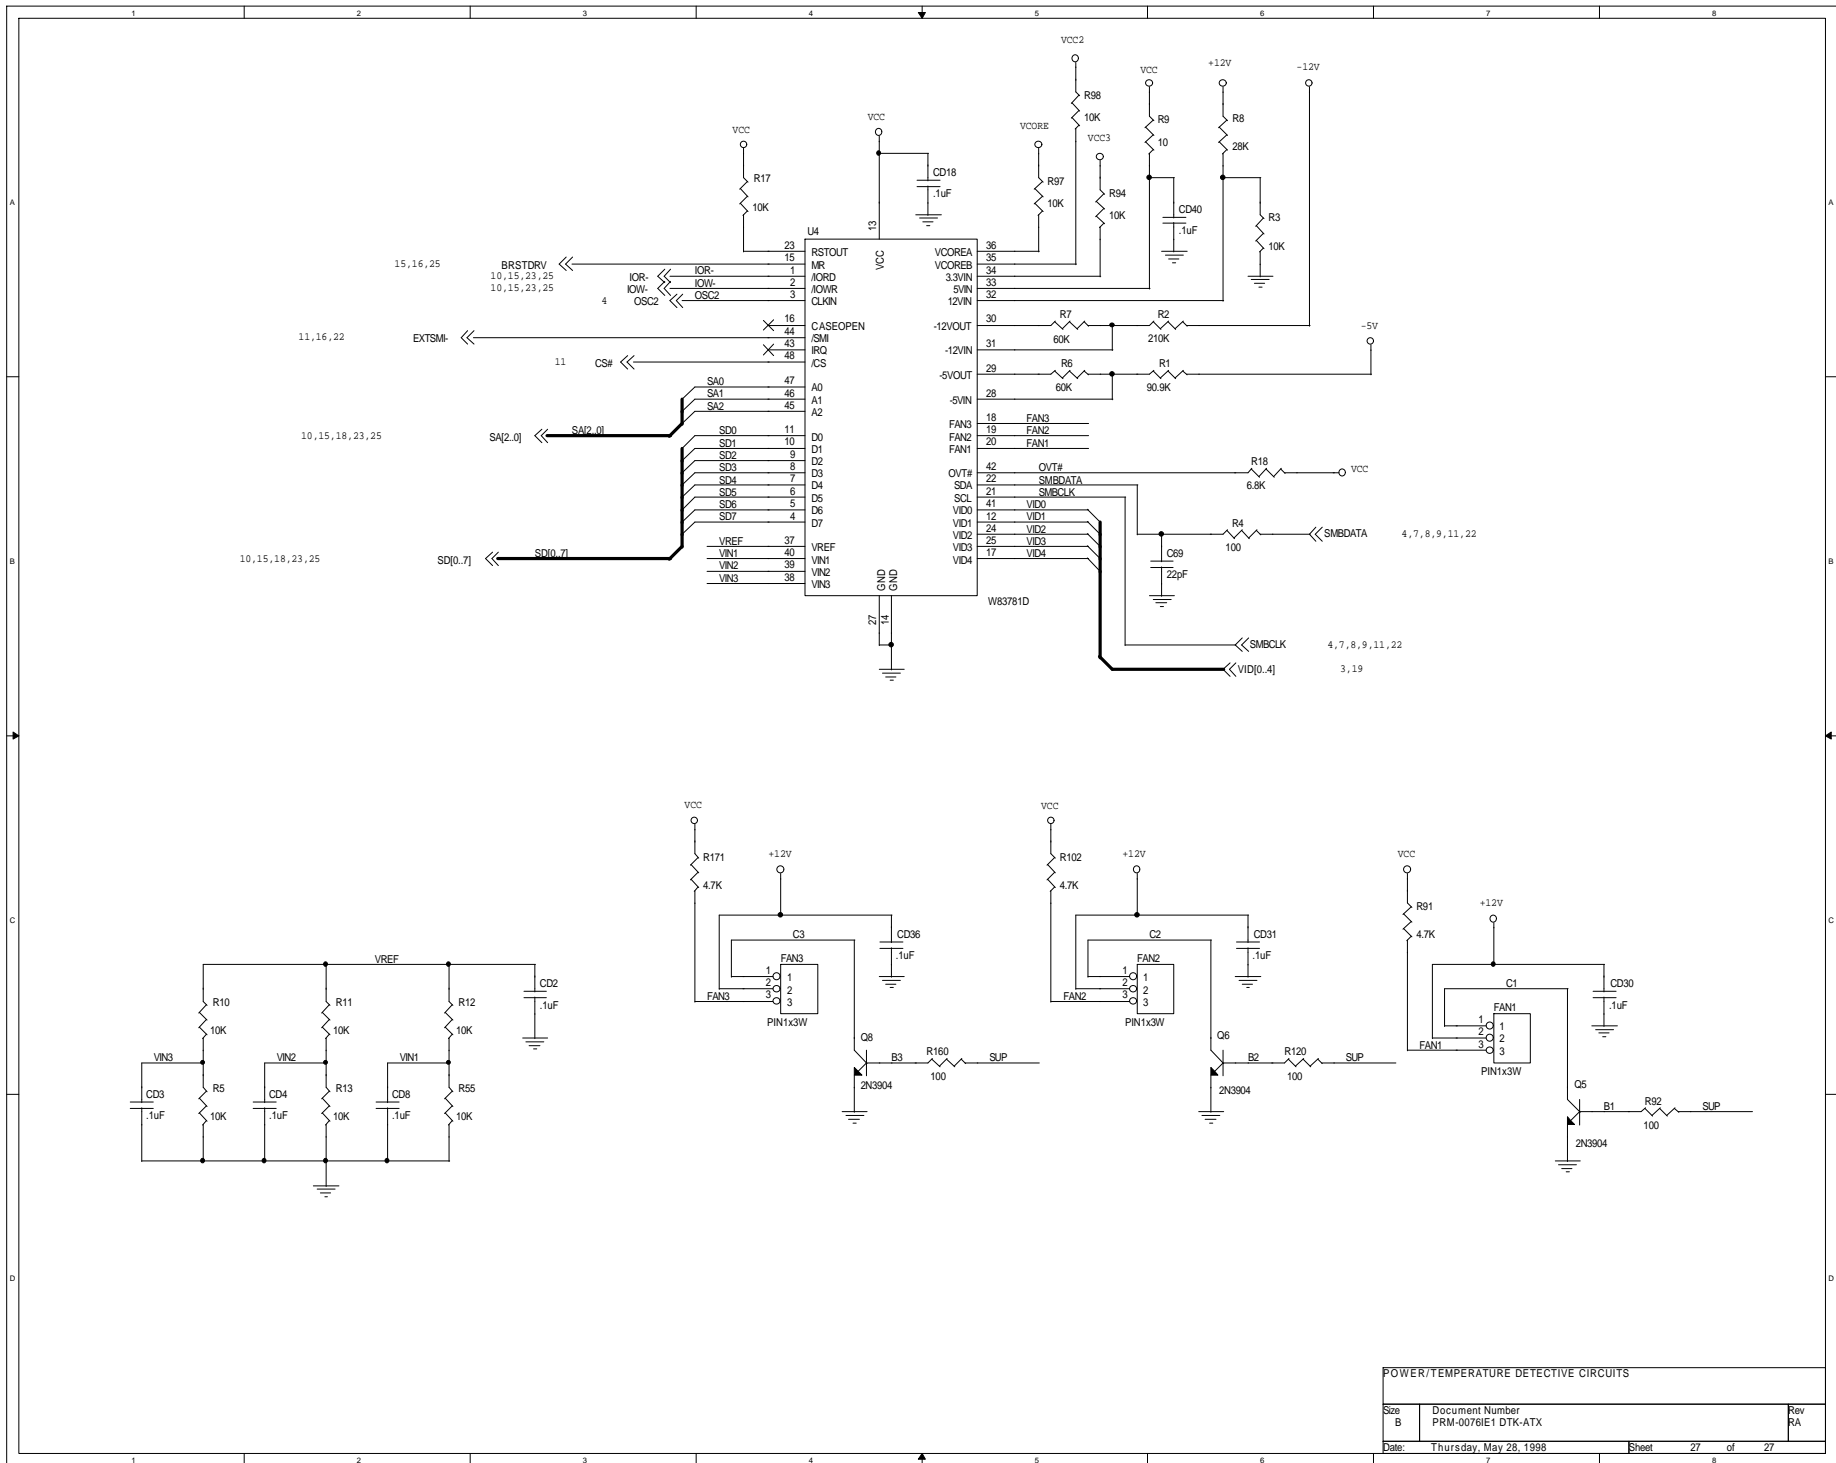 1 2 3 4 5 6 7 8
VCC2
VCC +12V -12V
R98
10K
VCC VCC VCORE R9 R8
10 28K
VCC3
R17 CD18 R97 R94
10K .1uF 10K 10K
CD40 R3
.1uF 10K
A A
U4
13
VCC
15,16,25 BRSTDRV
10,15,23,25 IOR- IOR-
10,15,23,25 IOW- IOW-
4 OSC2 OSC2
11,16,22 EXTSMI-
11 CS#
23 RSTOUT
15 MR
1 /IORD
2 /IOWR
3 CLKIN
16 CASEOPEN
44 /SMI
43 IRQ
48 /CS
SA0 47 A0
SA1 46 A1
SA2 45 A2
10,15,18,23,25 SA[2..0] SA[2..0]
SD0 11 D0
SD1 10 D1
SD2 9 D2
SD3 8 D3
SD4 7 D4
SD5 6 D5
SD6 5 D6
SD7 4 D7
10,15,18,23,25 SD[0..7] SD[0..7]
VREF 37 VREF
VIN1 40 VIN1
VIN2 39 VIN2
VIN3 38 VIN3
GND GND
27 14
W83781D
VCOREA 36
VCOREB 35
3.3VIN 34
5VIN 33
12VIN 32
-12VOUT 30 R7 R2
60K 210K
-12VIN 31
-5V
-5VOUT 29 R6 R1
60K 90.9K
-5VIN 28
FAN3 18 FAN3
FAN2 19 FAN2
FAN1 20 FAN1
OVT# 42 OVT# R18 VCC
6.8K
SDA 22 SMBDATA
SCL 21 SMBCLK
VID0 41 VID0
VID1 12 VID1
VID2 24 VID2
VID3 25 VID3
VID4 17 VID4
R4 SMBDATA 4,7,8,9,11,22
100
C69
22pF
SMBCLK 4,7,8,9,11,22
VID[0..4] 3,19
B B
VCC
R171 +12V
4.7K
C3 CD36
.1uF
FAN3
1 1
2 2
FAN3 3 3
PIN1x3W
Q8
B3 R160 SUP
100
2N3904
VCC
R102 +12V
4.7K
C2 CD31
.1uF
FAN2
1 1
2 2
FAN2 3 3
PIN1x3W
Q6
B2 R120 SUP
100
2N3904
VCC
R91 +12V
4.7K
C1 CD30
.1uF
FAN1
1 1
2 2
FAN1 3 3
PIN1x3W
Q5
B1 R92 SUP
100
2N3904
C C
VREF
CD2
.1uF
R10 R11 R12
10K 10K 10K
VIN3 VIN2 VIN1
CD3 R5 CD4 R13 CD8 R55
.1uF 10K .1uF 10K .1uF 10K
D D
POWER/TEMPERATURE DETECTIVE CIRCUITS
Size Document Number Rev
B PRM-0076IE1 DTK-ATX RA
Date: Thursday, May 28, 1998 Sheet 27 of 27
1 2 3 4 5 6 7 8